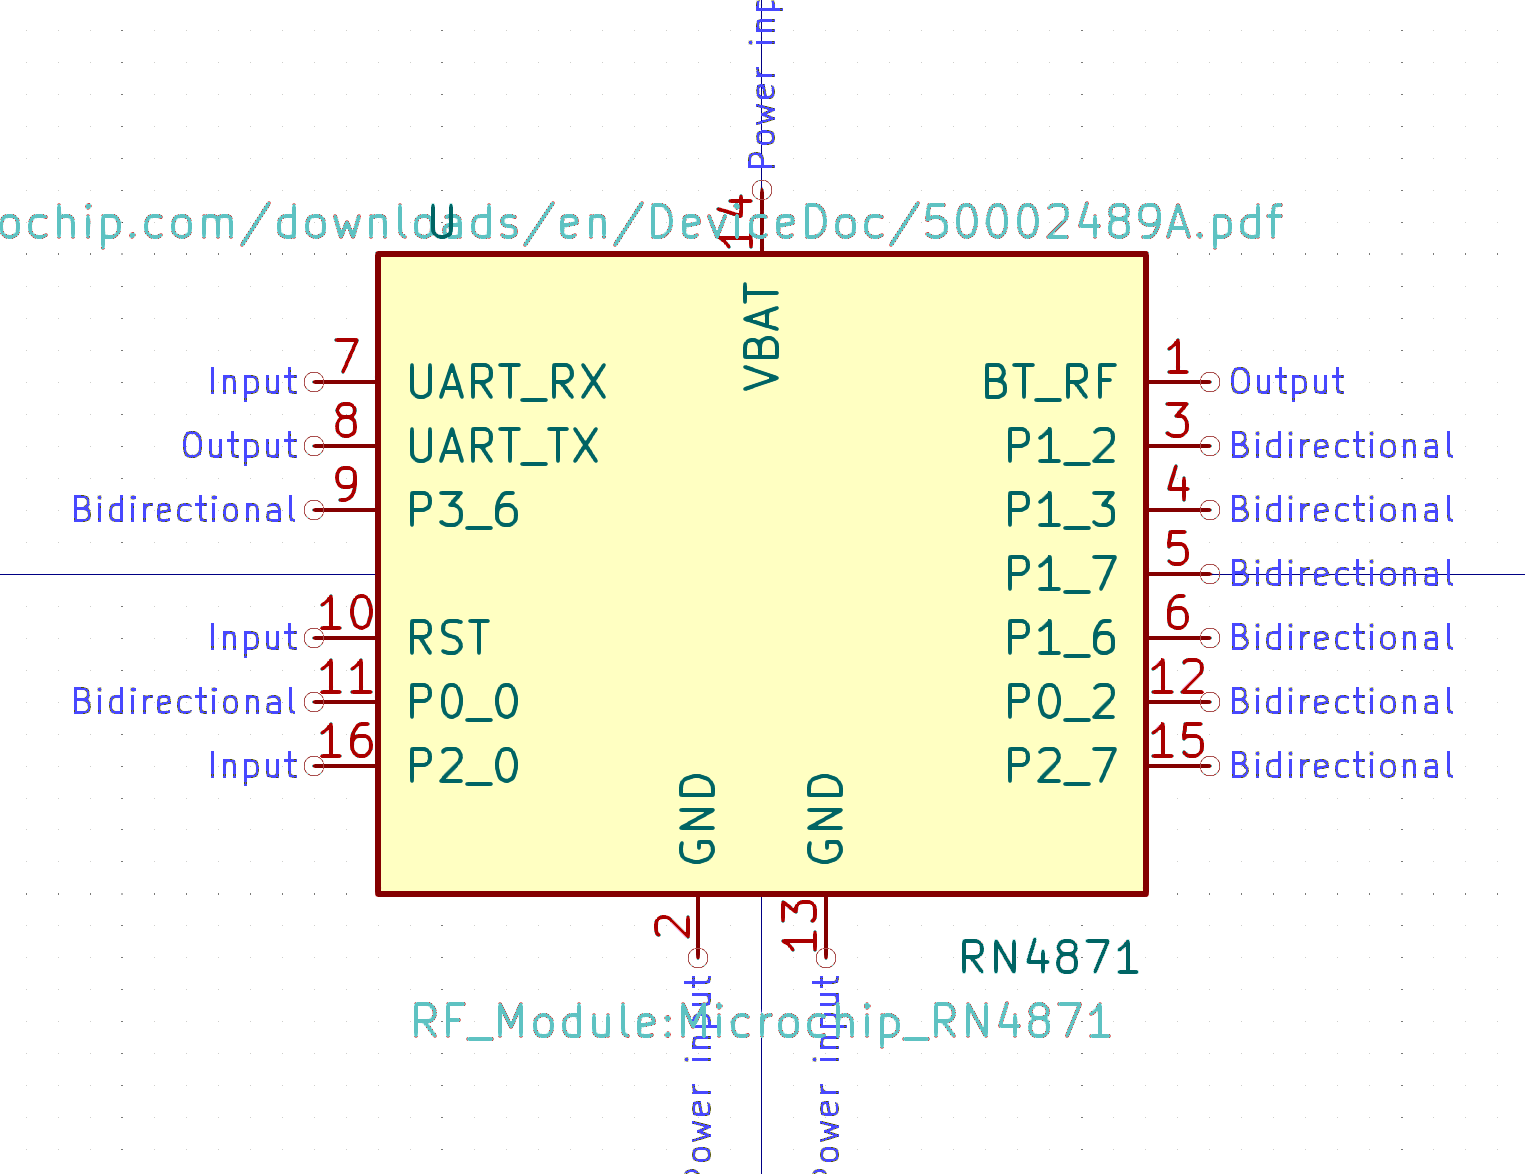 Power inp
14
U
ochip.com/downloads/en/DeviceDoc/50002489A.pdf
VBAT
Input 7 UART_RX
Output 8 UART_TX
Bidirectional 9 P3_6
Input 10 RST
Bidirectional 11 P0_0
Input 16 P2_0
BT_RF 1 Output
P1_2 3 Bidirectional
P1_3 4 Bidirectional
P1_7 5 Bidirectional
P1_6 6 Bidirectional
P0_2 12 Bidirectional
P2_7 15 Bidirectional
GND
2
Power input
GND
13
Power input
RN4871
RF_Module:Microchip_RN4871